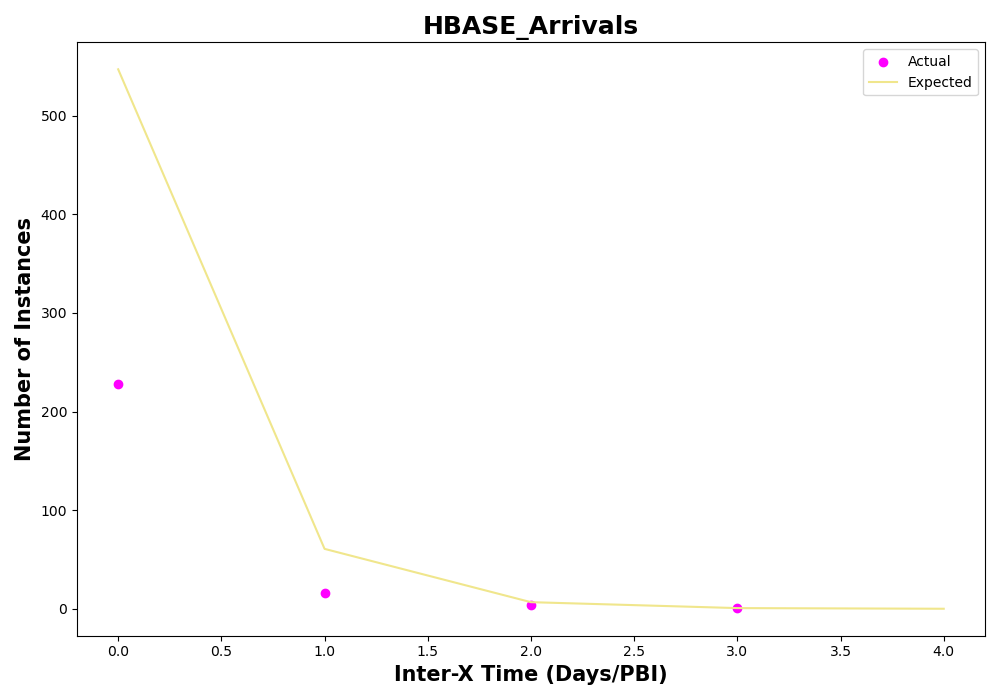 HBASE_Arrivals
Actual
Expected
Number of Instances
500
400
300
200
100
0
0.0 0.5 1.0 1.5 2.0 2.5 3.0 3.5 4.0
Inter-X Time (Days/PBI)